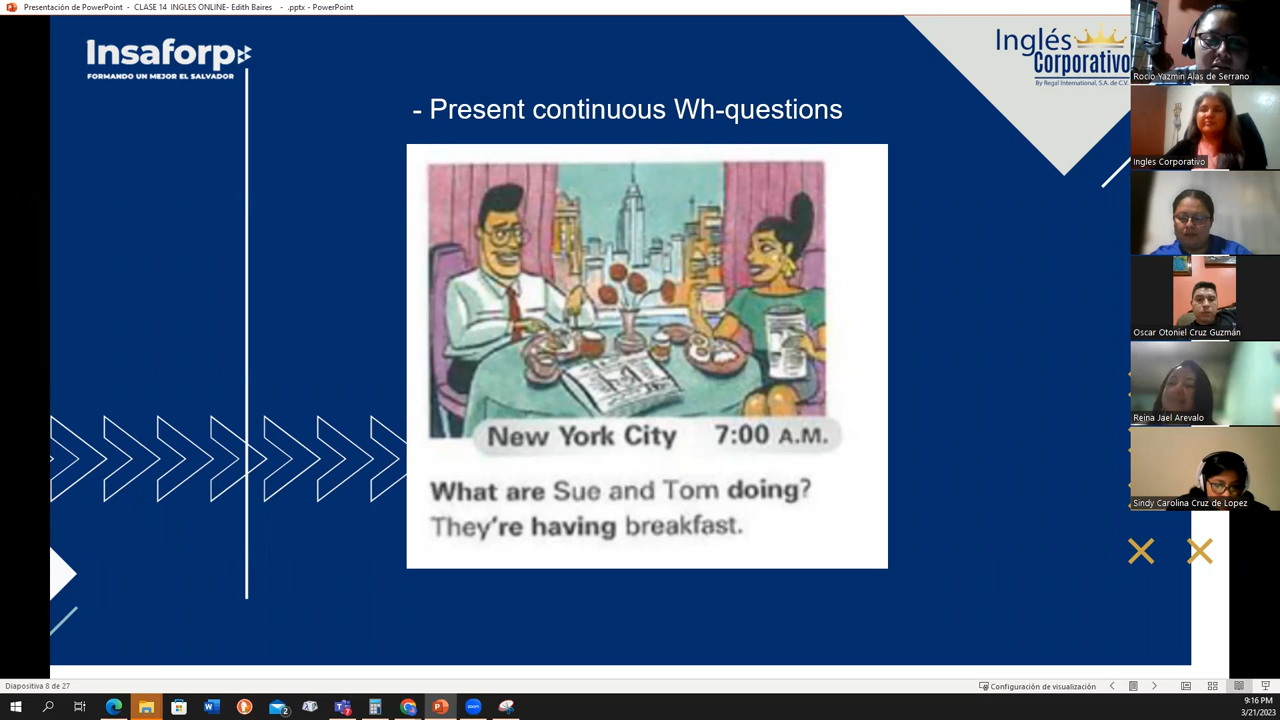 Presentación de PowerPoint - CLASE 14 INGLES ONLINE- Edith Baires - .pptx - PowerPoint
Insaforp
FORMANDO UN MEJOR EL SALVADOR
Inglés
Corporativo
By Regal International, S.A. de C.V.
- Present continuous Wh-questions
New York City 7:00 A.M.
What are Sue and Tom doing?
They're having breakfast.
Rocio Yazmin Alas de Serrano
Ingles Corporativo
Oscar Otoniel Cruz Guzmán
Reina Jael Arevalo
Sindy Carolina Cruz de Lopez
Diapositiva 8 de 27
Configuración de visualización
9:16 PM
3/21/2023